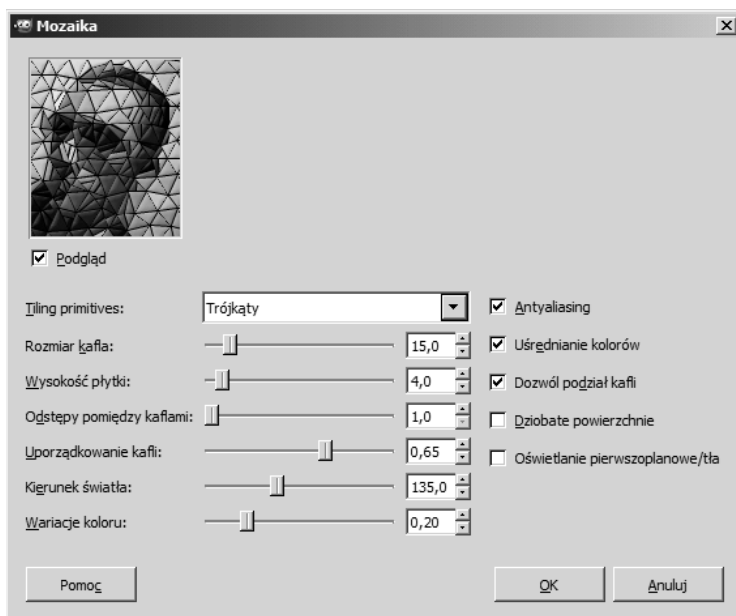 Mozaika
Podgląd
Tiling primitives: Trójkąty
Antyaliasing
Rozmiar kafla: 15,0
Uśrednianie kolorów
Wysokość płytki: 4,0
Dozwól podział kafli
Odstępy pomiędzy kaflami: 1,0
Dziobate powierzchnie
Uporządkowanie kafli: 0,65
Oświetlanie pierwszoplanowe/tła
Kierunek światła: 135,0
Wariacje koloru: 0,20
Pomoc
OK
Anuluj